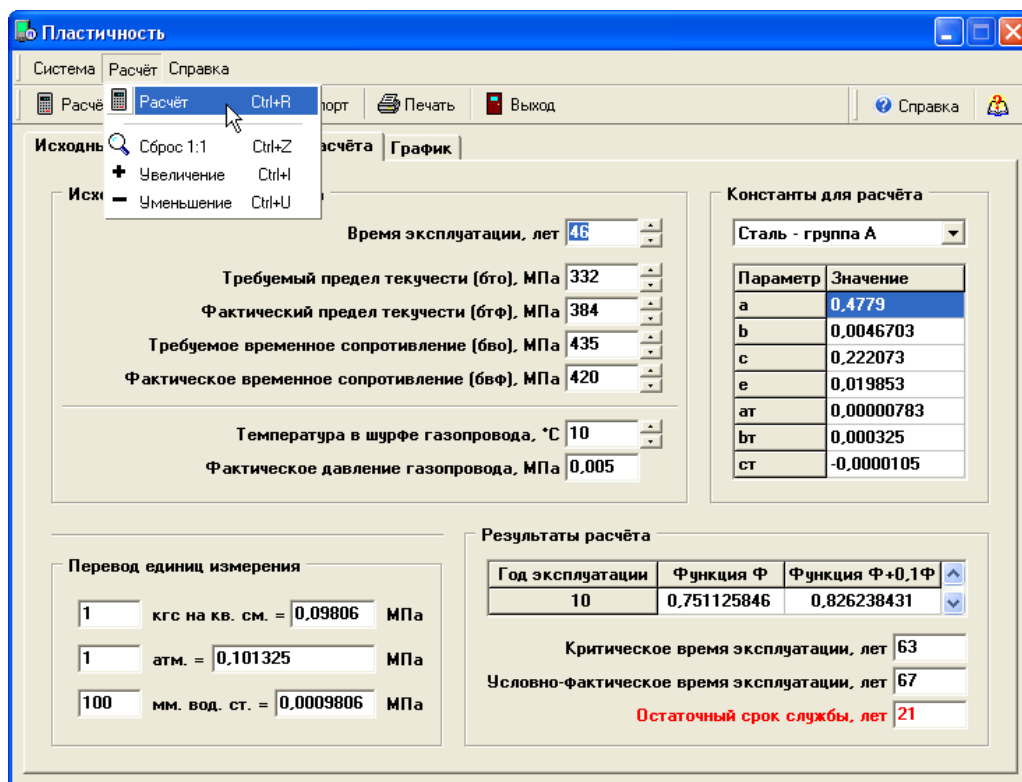 Пластичность
Система Расчёт Справка
Расчё порт Печать Выход Справка
Расчёт Ctrl+R
Сброс 1:1 Ctrl+Z
Увеличение Ctrl+I
Уменьшение Ctrl+U
Исходны асчёта График
Исх
Время эксплуатации, лет 46
Требуемый предел текучести (бто), МПа 332
Фактический предел текучести (бтф), МПа 384
Требуемое временное сопротивление (бво), МПа 435
Фактическое временное сопротивление (бвф), МПа 420
Температура в шурфе газопровода, °C 10
Фактическое давление газопровода, МПа 0,005
Константы для расчёта
Сталь - группа А
Параметр Значение
a 0,4779
b 0,0046703
c 0,222073
e 0,019853
ат 0,00000783
bт 0,000325
ст -0,0000105
Перевод единиц измерения
1 кгс на кв. см. = 0,09806 МПа
1 атм. = 0,101325 МПа
100 мм. вод. ст. = 0,0009806 МПа
Результаты расчёта
Год эксплуатации Функция Ф Функция Ф+0,1Ф
10 0,751125846 0,826238431
Критическое время эксплуатации, лет 63
Условно-фактическое время эксплуатации, лет 67
Остаточный срок службы, лет 21